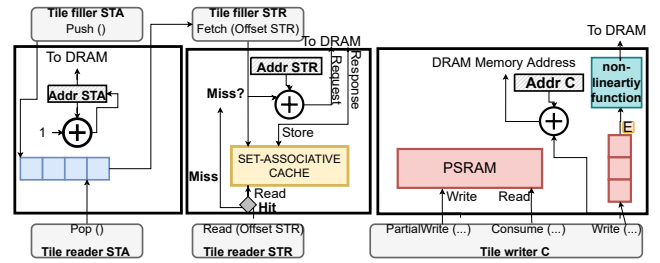 Tile filler STA
Push ()
Tile filler STR
Fetch (Offset STR)
To DRAM
To DRAM
To DRAM
Addr STA
1
Addr STR
Request
Response
Miss?
Store
SET-ASSOCIATIVE
CACHE
Miss
Read
Hit
DRAM Memory Address
Addr C
non-
lineartiy
function
E
PSRAM
Write
Read
Pop ()
Tile reader STA
Read (Offset STR)
Tile reader STR
PartialWrite (...)
Consume (...)
Write (...)
Tile writer C